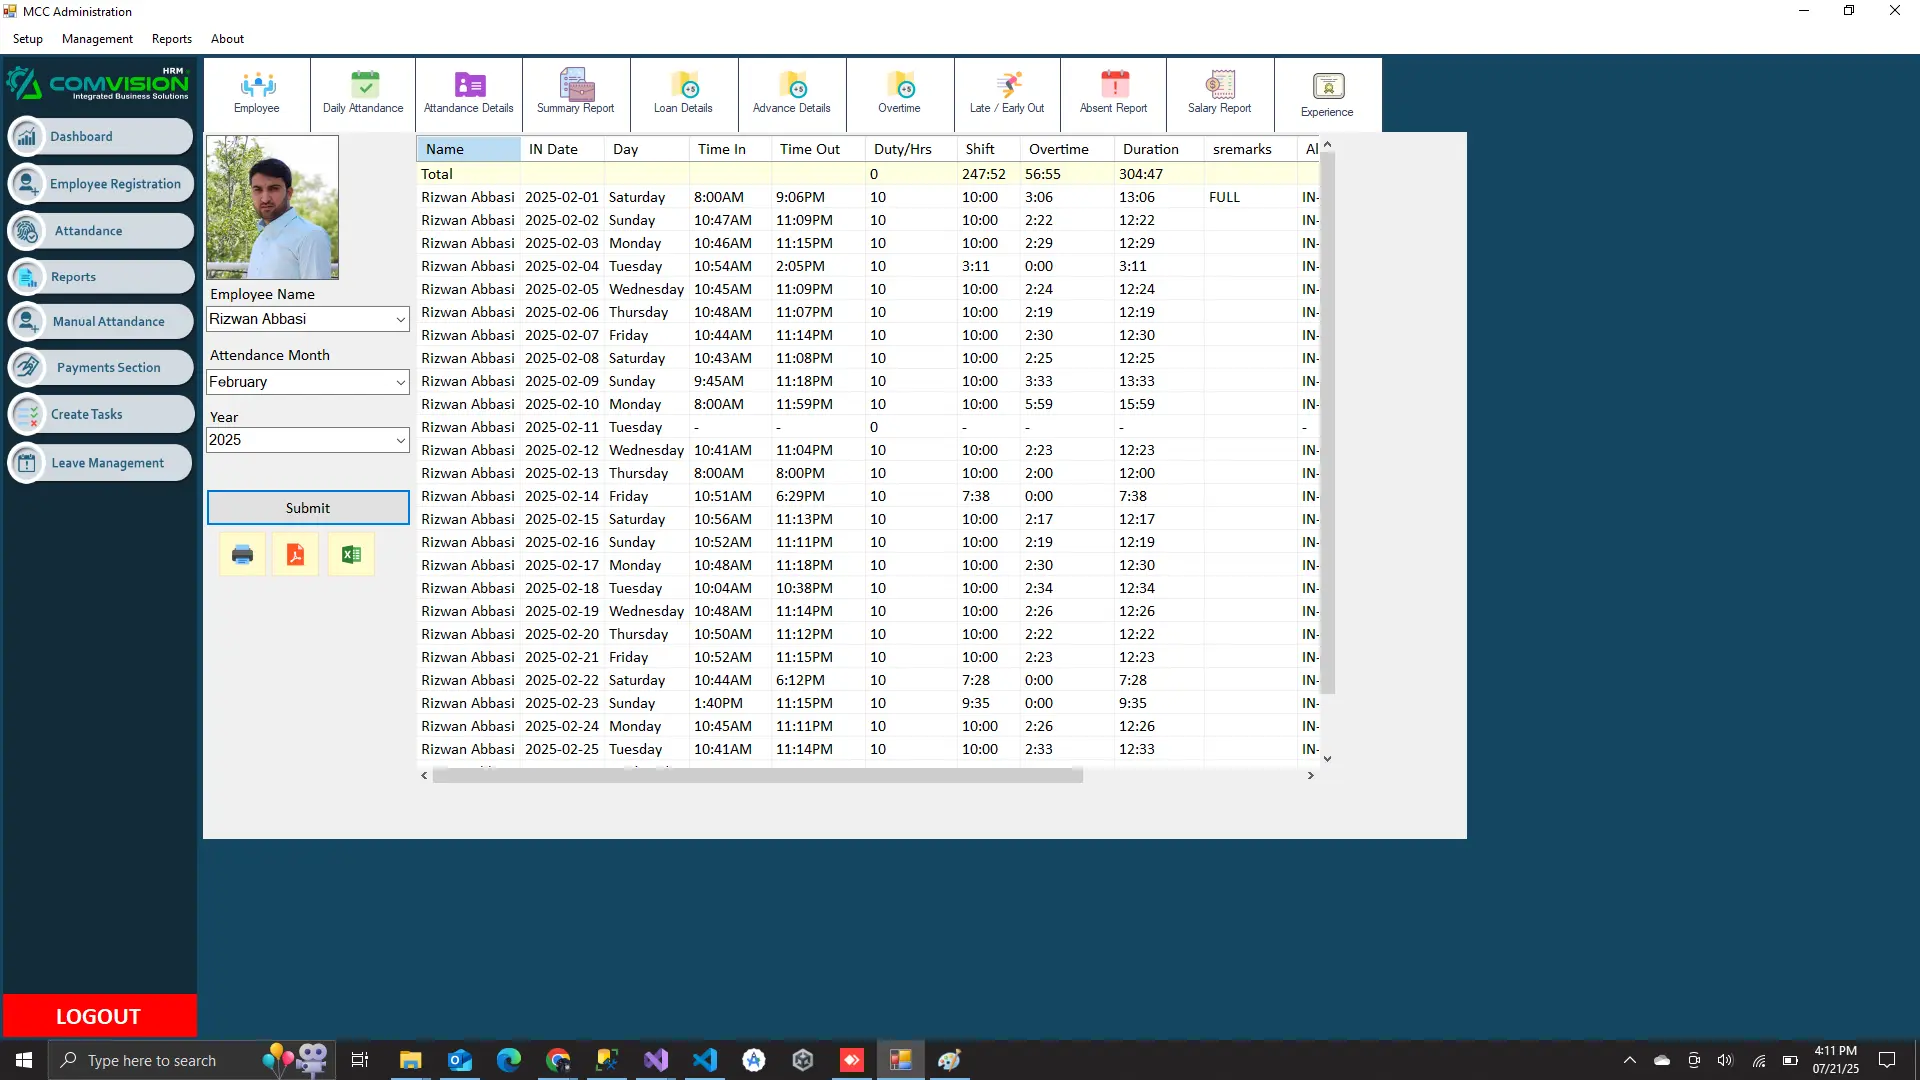 MCC Administration
Setup Management Reports About
HRM
COMVISION
Integrated Business Solutions
Employee Daily Attandance Attandance Details Summary Report Loan Details Advance Details Overtime Late / Early Out Absent Report Salary Report Experience
Dashboard
Employee Registration
Attandance
Reports
Manual Attandance
Payments Section
Create Tasks
Leave Management
LOGOUT
Employee Name
Rizwan Abbasi
Attendance Month
February
Year
2025
Submit
Name IN Date Day Time In Time Out Duty/Hrs Shift Overtime Duration sremarks Al
Total 0 247:52 56:55 304:47
Rizwan Abbasi 2025-02-01 Saturday 8:00AM 9:06PM 10 10:00 3:06 13:06 FULL IN-
Rizwan Abbasi 2025-02-02 Sunday 10:47AM 11:09PM 10 10:00 2:22 12:22 IN-
Rizwan Abbasi 2025-02-03 Monday 10:46AM 11:15PM 10 10:00 2:29 12:29 IN-
Rizwan Abbasi 2025-02-04 Tuesday 10:54AM 2:05PM 10 3:11 0:00 3:11 IN-
Rizwan Abbasi 2025-02-05 Wednesday 10:45AM 11:09PM 10 10:00 2:24 12:24 IN-
Rizwan Abbasi 2025-02-06 Thursday 10:48AM 11:07PM 10 10:00 2:19 12:19 IN-
Rizwan Abbasi 2025-02-07 Friday 10:44AM 11:14PM 10 10:00 2:30 12:30 IN-
Rizwan Abbasi 2025-02-08 Saturday 10:43AM 11:08PM 10 10:00 2:25 12:25 IN-
Rizwan Abbasi 2025-02-09 Sunday 9:45AM 11:18PM 10 10:00 3:33 13:33 IN-
Rizwan Abbasi 2025-02-10 Monday 8:00AM 11:59PM 10 10:00 5:59 15:59 IN-
Rizwan Abbasi 2025-02-11 Tuesday - - 0 - - - -
Rizwan Abbasi 2025-02-12 Wednesday 10:41AM 11:04PM 10 10:00 2:23 12:23 IN-
Rizwan Abbasi 2025-02-13 Thursday 8:00AM 8:00PM 10 10:00 2:00 12:00 IN-
Rizwan Abbasi 2025-02-14 Friday 10:51AM 6:29PM 10 7:38 0:00 7:38 IN-
Rizwan Abbasi 2025-02-15 Saturday 10:56AM 11:13PM 10 10:00 2:17 12:17 IN-
Rizwan Abbasi 2025-02-16 Sunday 10:52AM 11:11PM 10 10:00 2:19 12:19 IN-
Rizwan Abbasi 2025-02-17 Monday 10:48AM 11:18PM 10 10:00 2:30 12:30 IN-
Rizwan Abbasi 2025-02-18 Tuesday 10:04AM 10:38PM 10 10:00 2:34 12:34 IN-
Rizwan Abbasi 2025-02-19 Wednesday 10:48AM 11:14PM 10 10:00 2:26 12:26 IN-
Rizwan Abbasi 2025-02-20 Thursday 10:50AM 11:12PM 10 10:00 2:22 12:22 IN-
Rizwan Abbasi 2025-02-21 Friday 10:52AM 11:15PM 10 10:00 2:23 12:23 IN-
Rizwan Abbasi 2025-02-22 Saturday 10:44AM 6:12PM 10 7:28 0:00 7:28 IN-
Rizwan Abbasi 2025-02-23 Sunday 1:40PM 11:15PM 10 9:35 0:00 9:35 IN-
Rizwan Abbasi 2025-02-24 Monday 10:45AM 11:11PM 10 10:00 2:26 12:26 IN-
Rizwan Abbasi 2025-02-25 Tuesday 10:41AM 11:14PM 10 10:00 2:33 12:33 IN-
Type here to search
4:11 PM
07/21/25